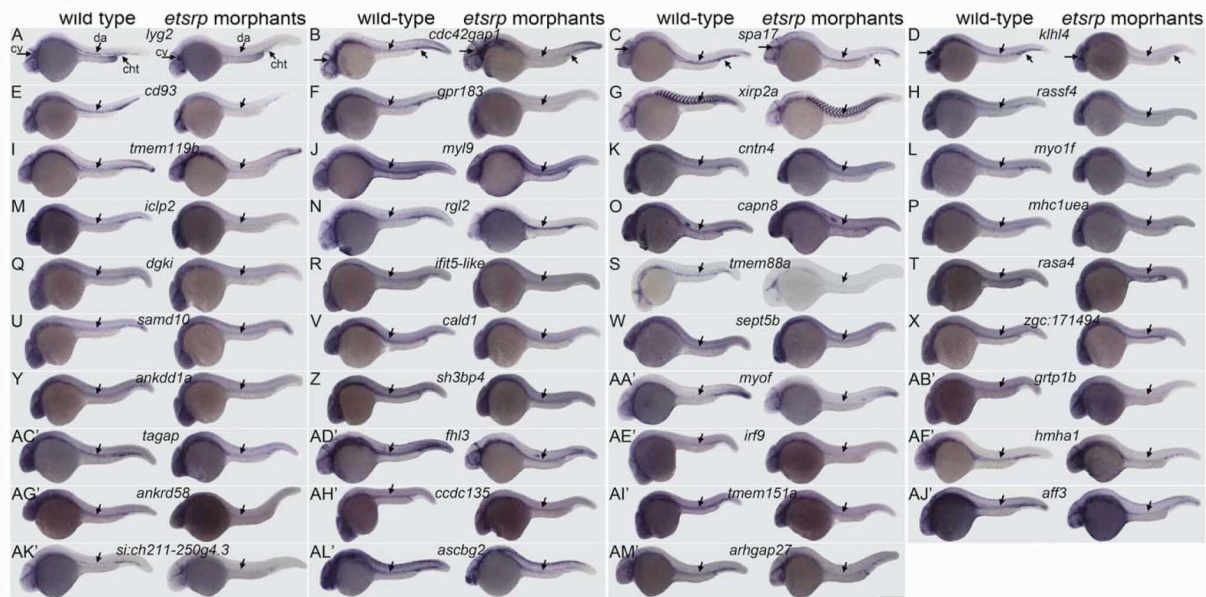 wild type etsrp morphants wild-type etsrp morphants wild-type etsrp morphants wild-type etsrp morphants
A da lyg2 da B cdc42gap1 C spa17 D klhl4
cv cv
cht cht
E cd93 F gpr183 G xirp2a H rassf4
I tmem119b J myl9 K cntn4 L myo1f
M iclp2 N rgl2 O capn8 P mhc1uea
Q dgki R ifit5-like S tmem88a T rasa4
U samd10 V cald1 W sept5b X zgc:171494
Y ankdd1a Z sh3bp4 AA' myof AB' grtp1b
AC' tagap AD' fhl3 AE' irf9 AF' hmha1
AG' ankrd58 AH' ccdc135 AI' tmem151a AJ' aff3
AK' si:ch211-250g4.3 AL' ascbg2 AM' arhgap27